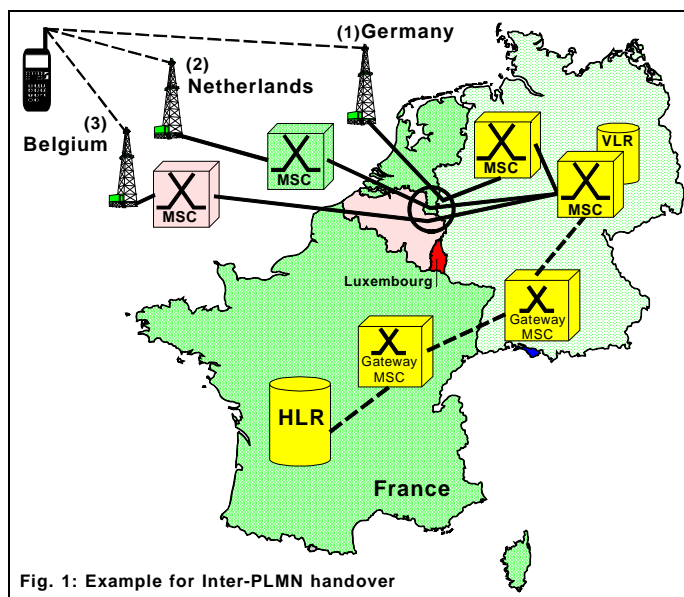 (1) Germany
(2)
Netherlands
(3)
Belgium
MSC
MSC
MSC
VLR
MSC
Luxembourg
Gateway
MSC
Gateway
MSC
HLR
France
Fig. 1: Example for Inter-PLMN handover